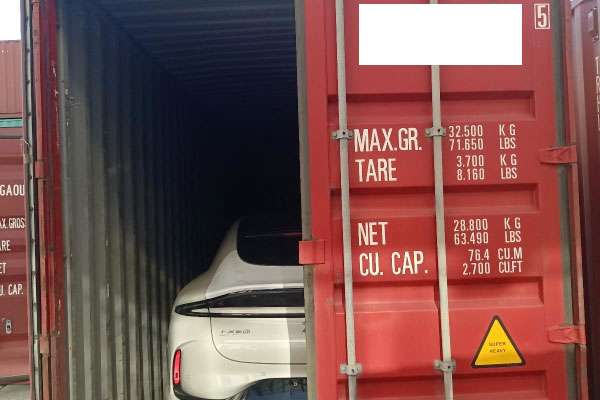 5
MAX.GR. 32.500 KG
71.650 LBS
TARE 3.700 KG
8.160 LBS
NET 28.800 KG
63.490 LBS
CU. CAP. 76.4 CU.M
2.700 CU.FT
SUPER
HEAVY
GAOU
AX.GROS
ARE
ET
U. CAP.